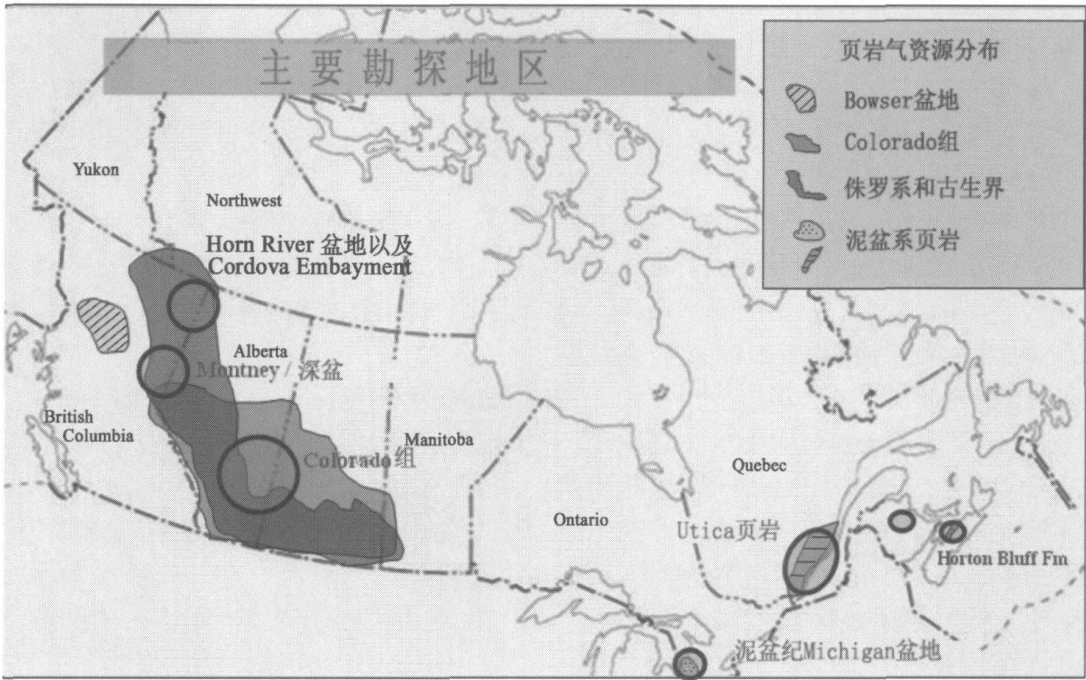 主要勘探地区
页岩气资源分布
Bowser盆地
Colorado组
侏罗系和古生界
泥盆系页岩
Yukon
Northwest
Horn River 盆地以及
Cordova Embayment
Alberta
Montney / 深盆
British
Columbia
Manitoba
Colorado组
Quebec
Ontario
Utica页岩
Horton Bluff Fm
泥盆纪Michigan盆地